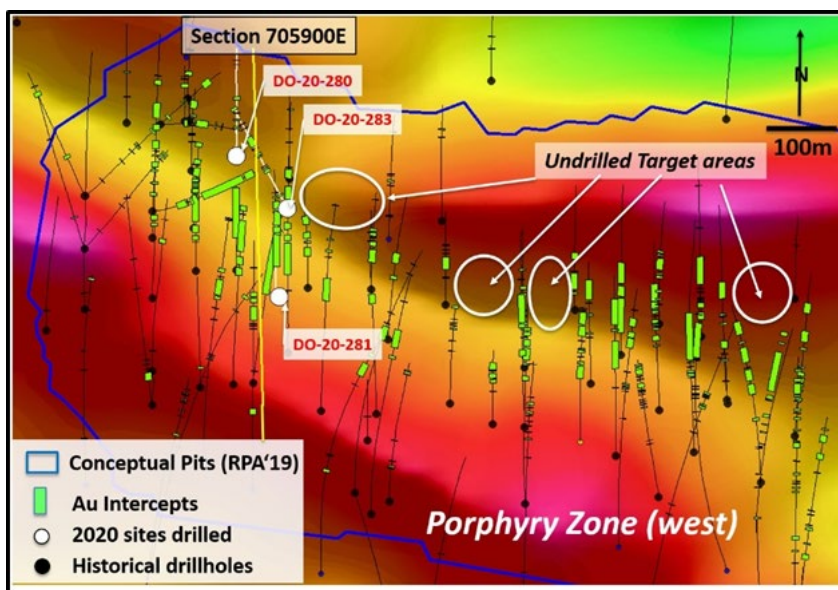 Section 705900E
DO-20-280
DO-20-283
N
100m
Undrilled Target areas
DO-20-281
Conceptual Pits (RPA‘19)
Au Intercepts
2020 sites drilled
Historical drillholes
Porphyry Zone (west)